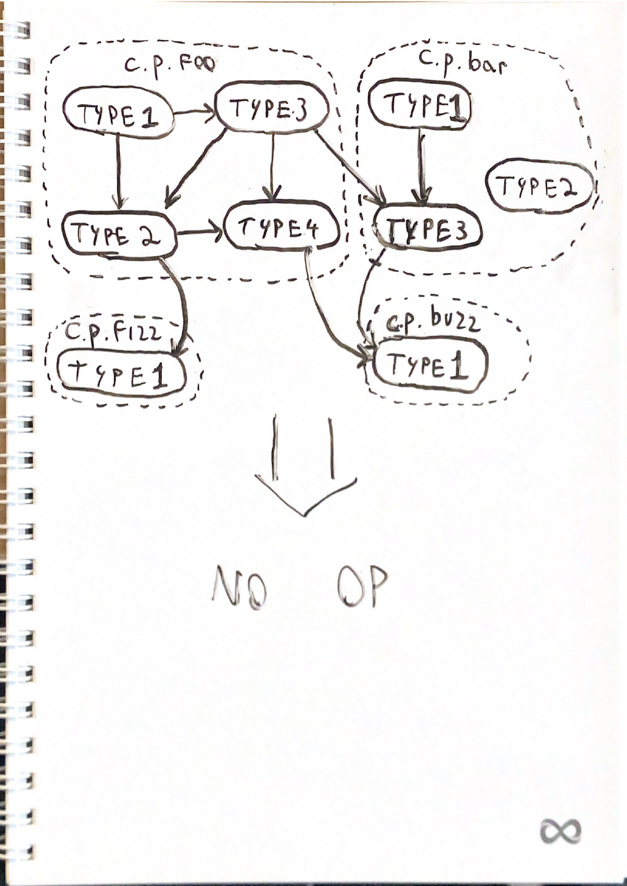 C.p.Foo
TYPE 1
TYPE 3
TYPE 2
TYPE 4
C.p.bar
TYPE 1
TYPE 2
TYPE 3
C.p.Fizz
TYPE 1
c.p.buzz
TYPE 1
NO OP
∞